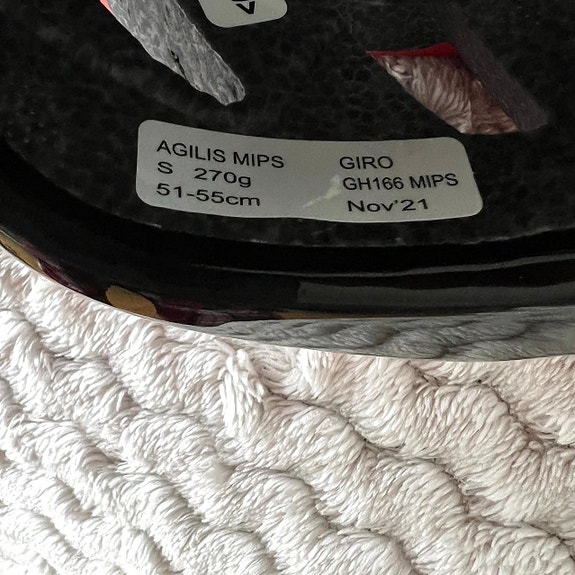 AGILIS MIPS
S 270g
51-55cm
GIRO
GH166 MIPS
Nov'21